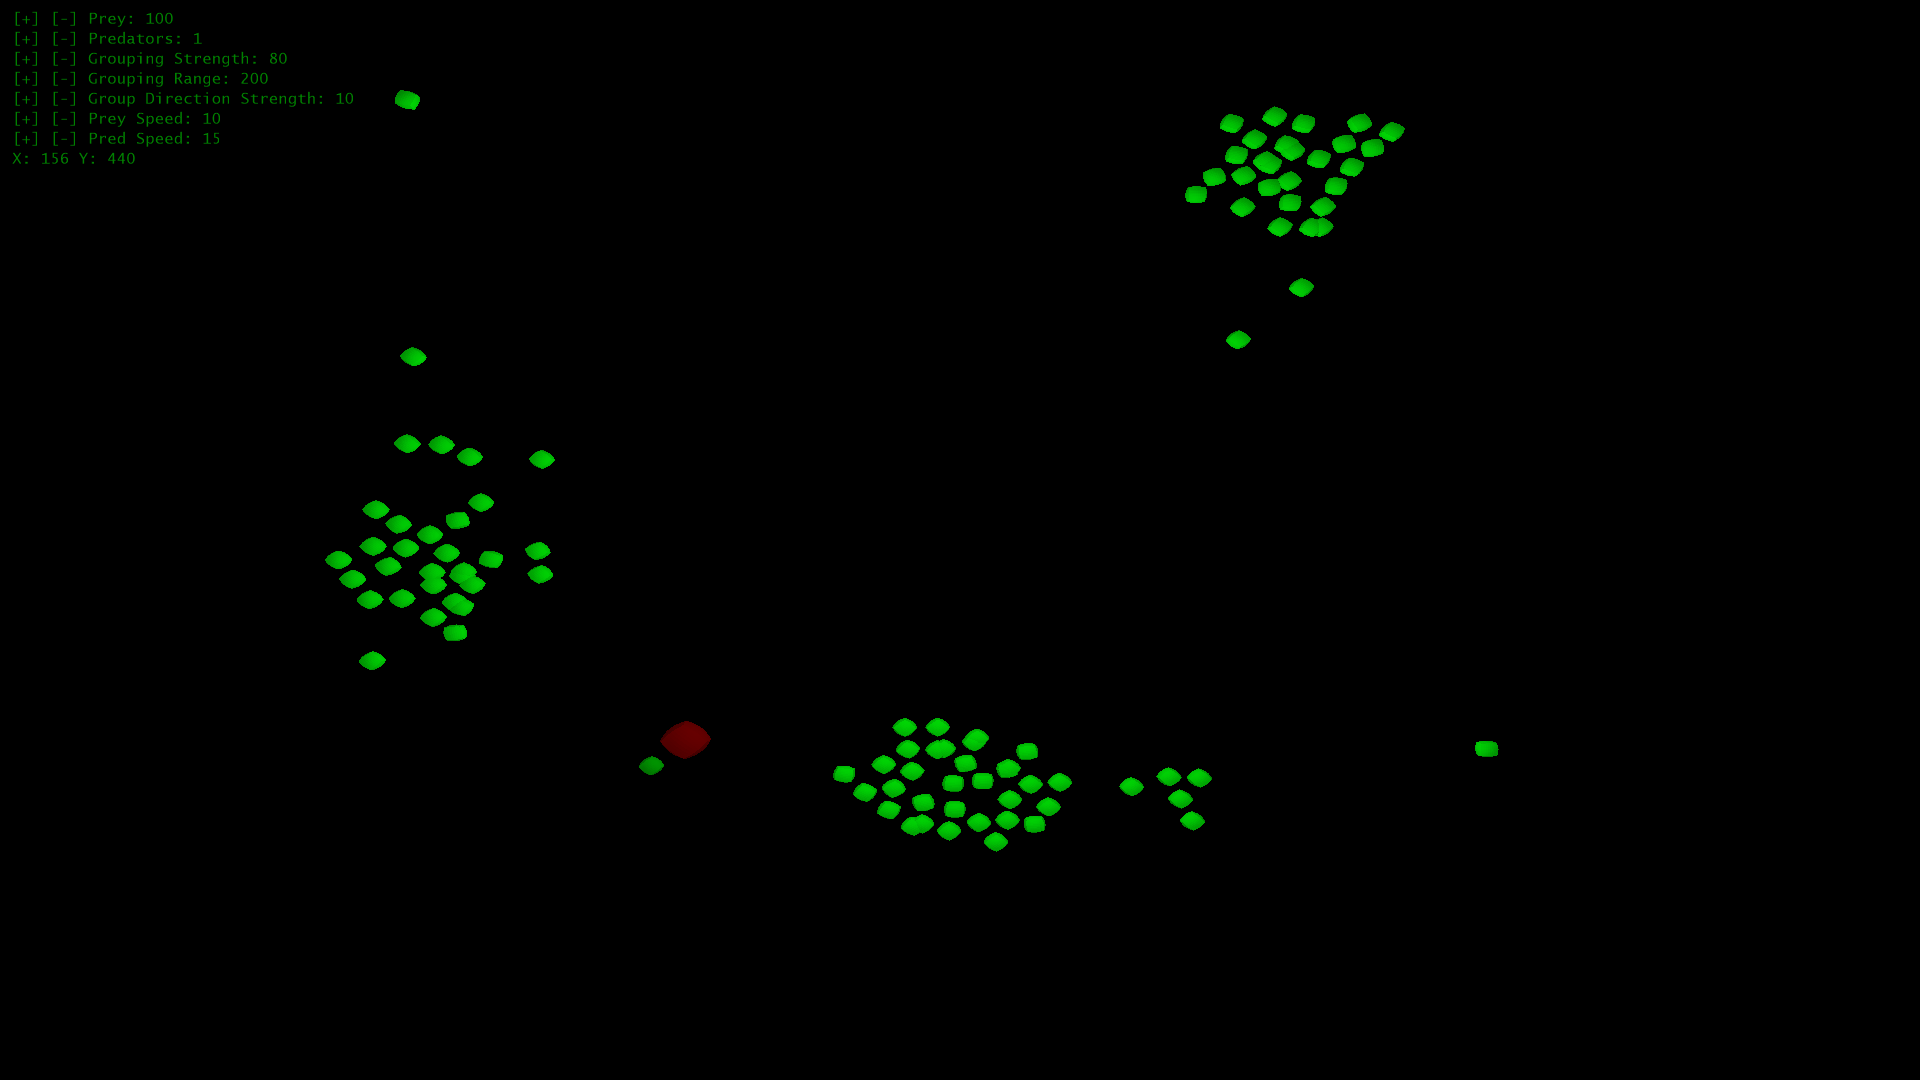 [+] [-] Prey: 100
[+] [-] Predators: 1
[+] [-] Grouping Strength: 80
[+] [-] Grouping Range: 200
[+] [-] Group Direction Strength: 10
[+] [-] Prey Speed: 10
[+] [-] Pred Speed: 15
X: 156 Y: 440